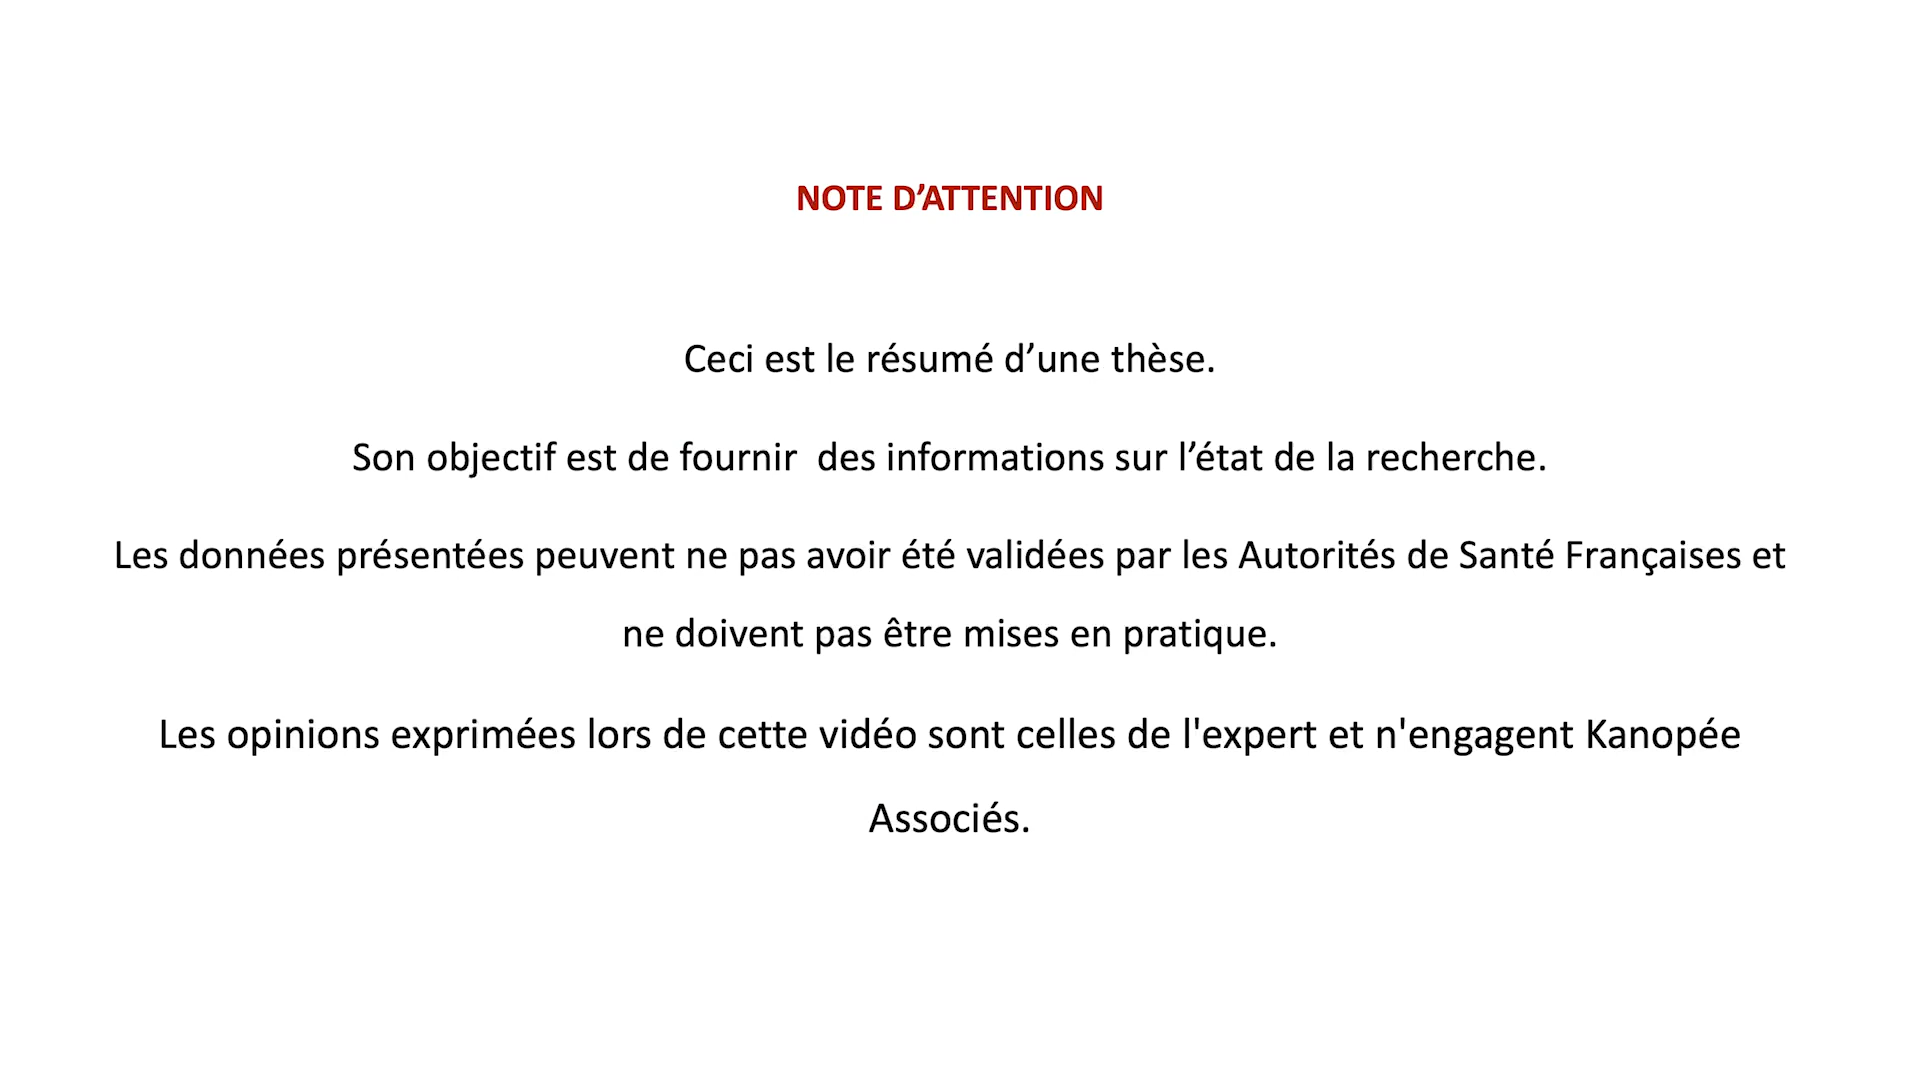 NOTE D’ATTENTION
Ceci est le résumé d’une thèse.
Son objectif est de fournir  des informations sur l’état de la recherche.
Les données présentées peuvent ne pas avoir été validées par les Autorités de Santé Françaises et
ne doivent pas être mises en pratique.
Les opinions exprimées lors de cette vidéo sont celles de l'expert et n'engagent Kanopée
Associés.